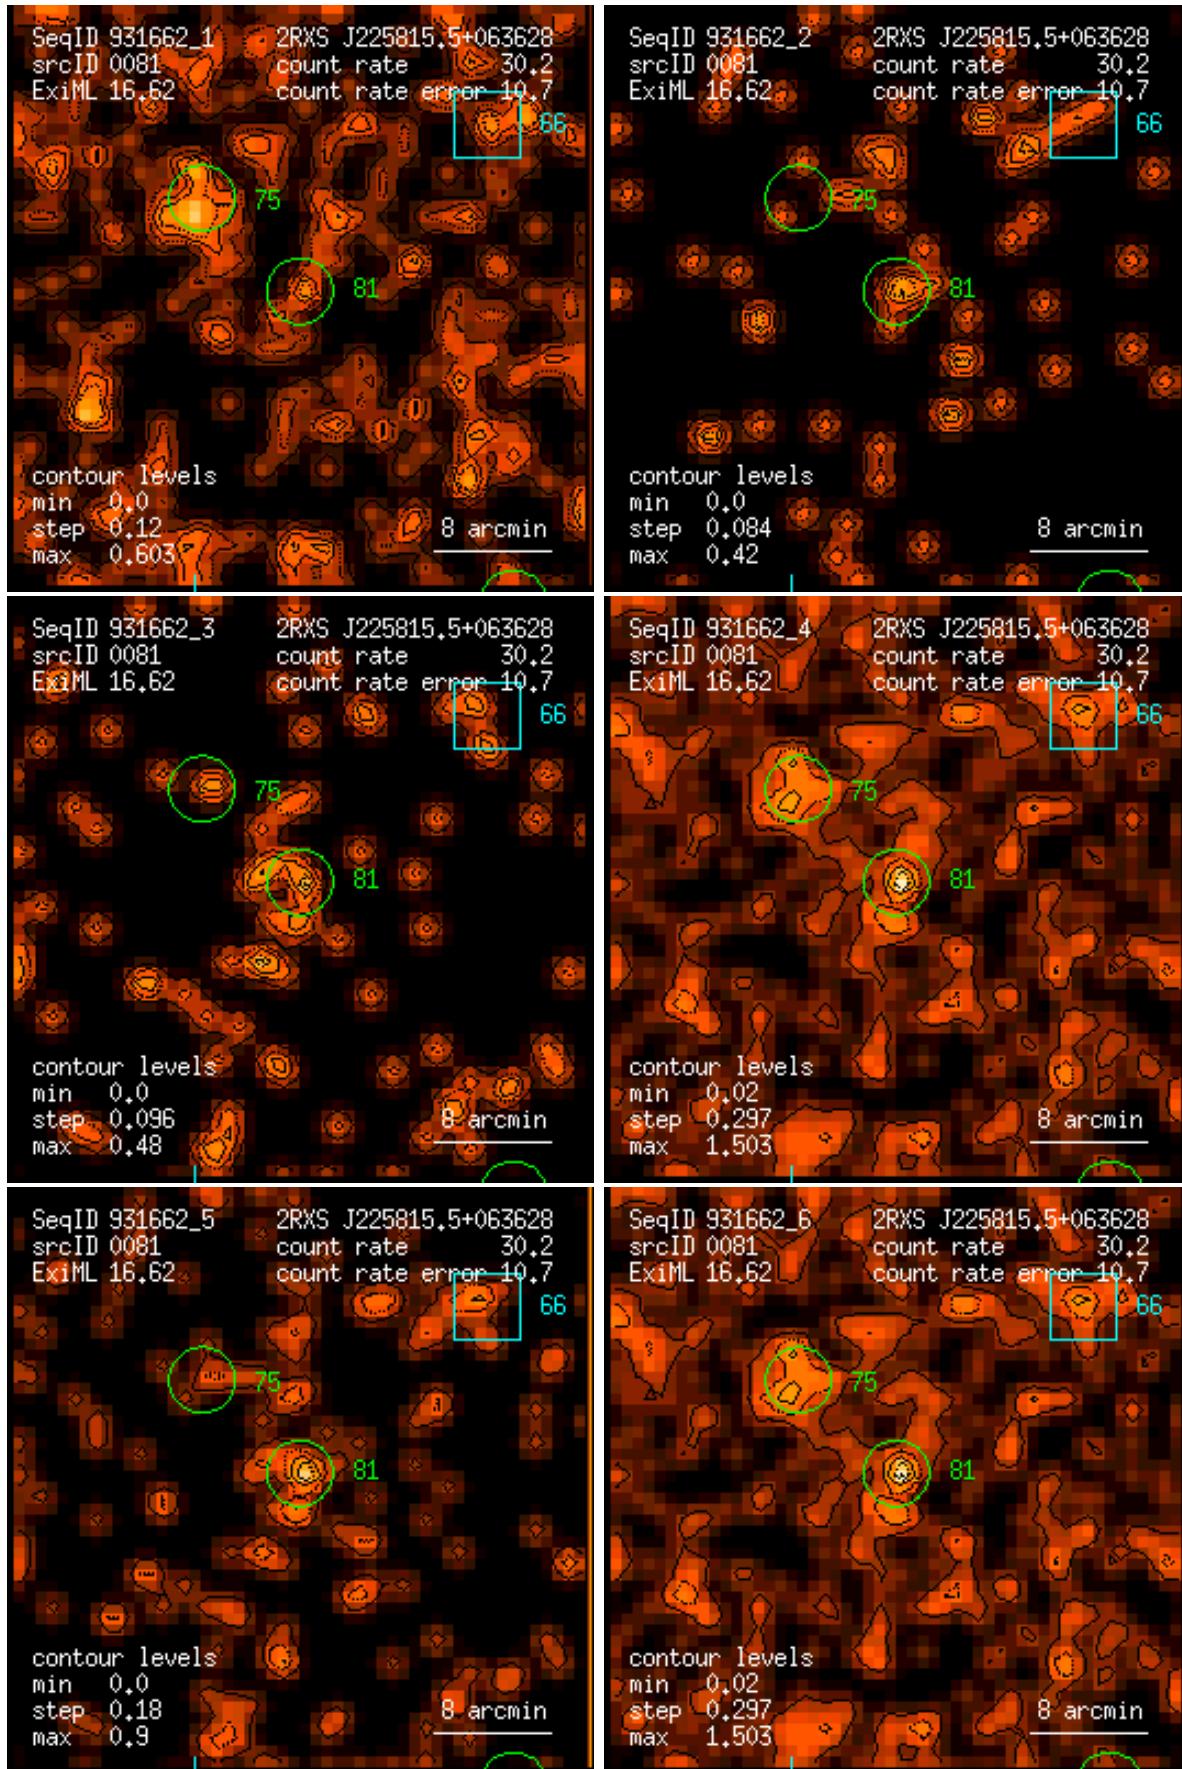 SeqID 931662_1 2RXS J225815.5+063628
srcID 0081 count rate 30.2
ExiML 16.62 count rate error 10.7
66
75
81
contour levels
min 0.0
step 0.12 8 arcmin
max 0.603
SeqID 931662_2 2RXS J225815.5+063628
srcID 0081 count rate 30.2
ExiML 16.62 count rate error 10.7
66
75
81
contour levels
min 0.0
step 0.084 8 arcmin
max 0.42
SeqID 931662_3 2RXS J225815.5+063628
srcID 0081 count rate 30.2
ExiML 16.62 count rate error 10.7
66
75
81
contour levels
min 0.0
step 0.096 8 arcmin
max 0.48
SeqID 931662_4 2RXS J225815.5+063628
srcID 0081 count rate 30.2
ExiML 16.62 count rate error 10.7
66
75
81
contour levels
min 0.02
step 0.297 8 arcmin
max 1.503
SeqID 931662_5 2RXS J225815.5+063628
srcID 0081 count rate 30.2
ExiML 16.62 count rate error 10.7
66
75
81
contour levels
min 0.0
step 0.18 8 arcmin
max 0.9
SeqID 931662_6 2RXS J225815.5+063628
srcID 0081 count rate 30.2
ExiML 16.62 count rate error 10.7
66
75
81
contour levels
min 0.02
step 0.297 8 arcmin
max 1.503